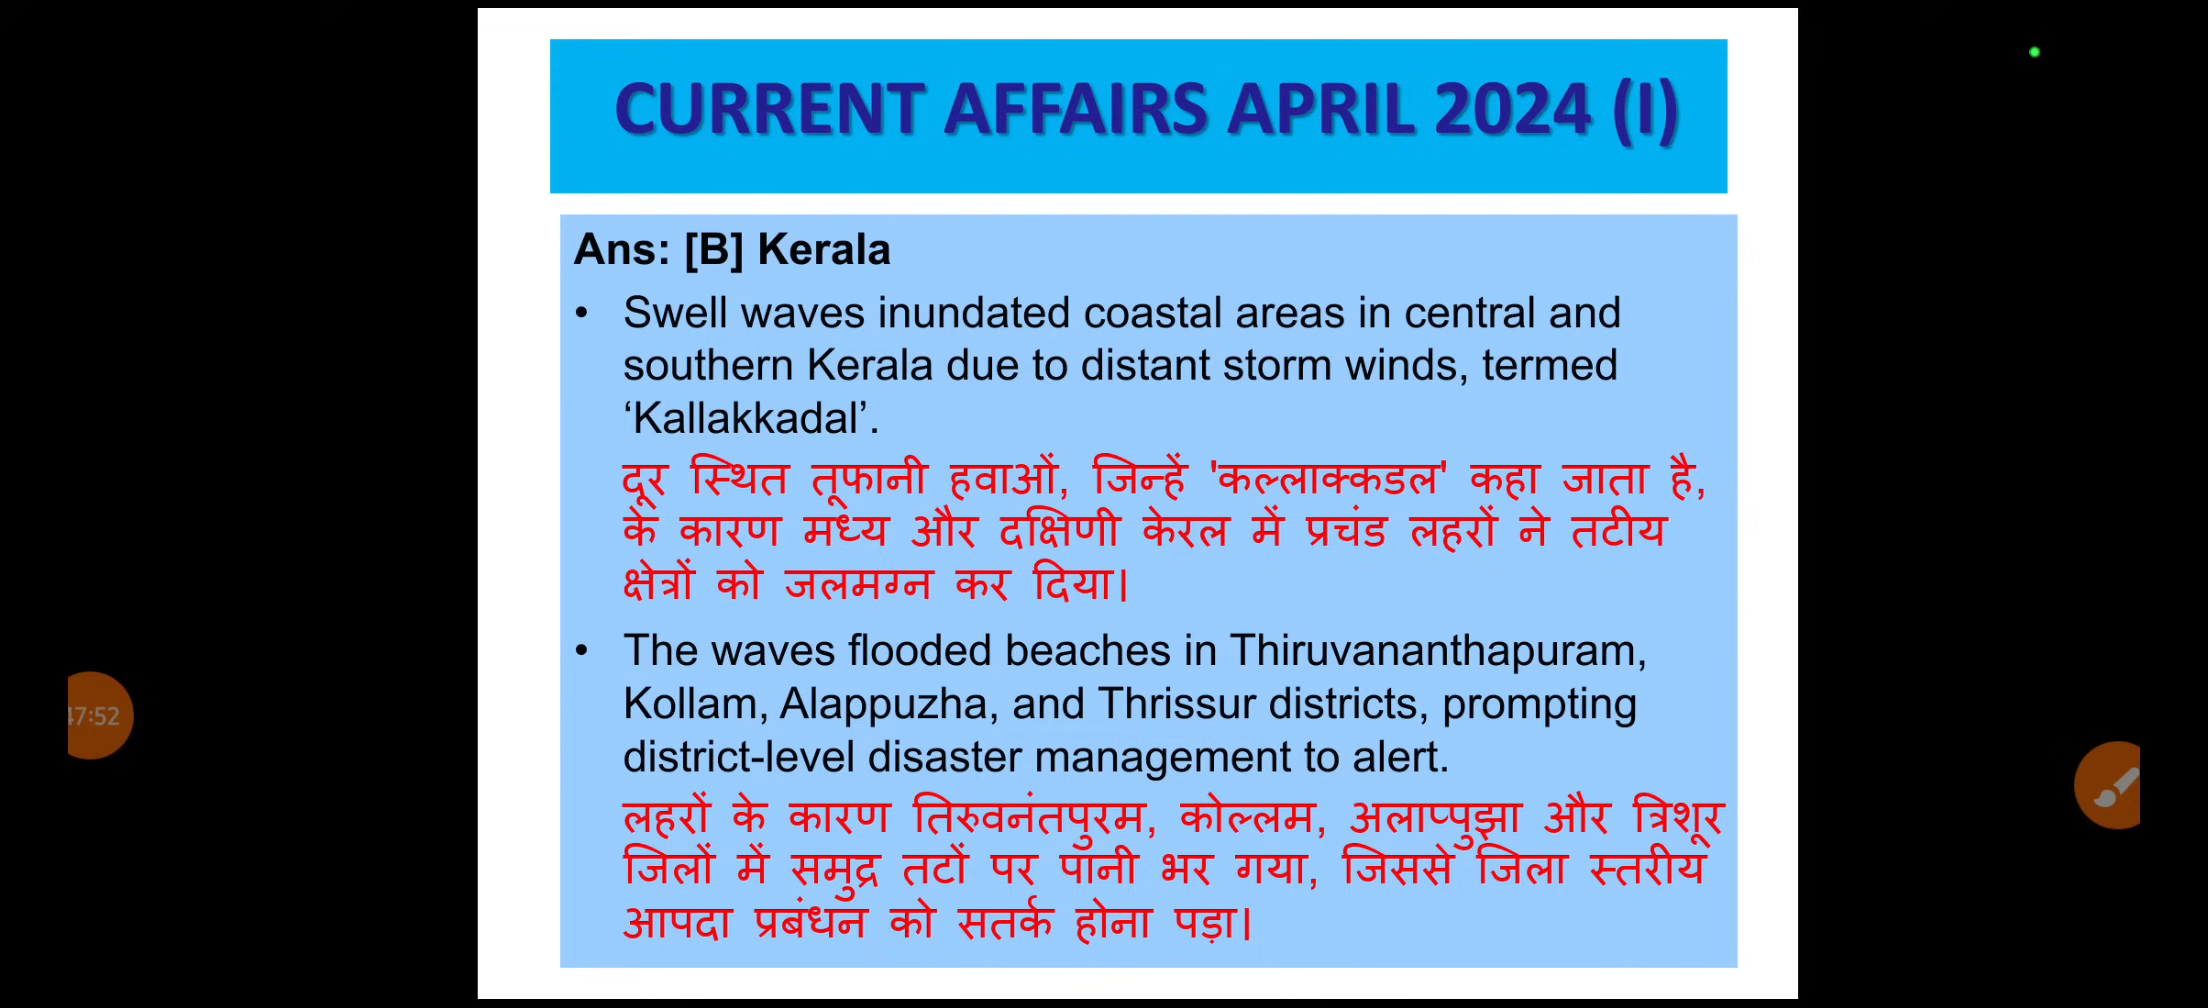 CURRENT AFFAIRS APRIL 2024 (I)
Ans: [B] Kerala
• Swell waves inundated coastal areas in central and
southern Kerala due to distant storm winds, termed
‘Kallakkadal’.
दूर स्थित तूफानी हवाओं, जिन्हें 'कल्लाक्कडल' कहा जाता है,
के कारण मध्य और दक्षिणी केरल में प्रचंड लहरों ने तटीय
क्षेत्रों को जलमग्न कर दिया।
• The waves flooded beaches in Thiruvananthapuram,
Kollam, Alappuzha, and Thrissur districts, prompting
district-level disaster management to alert.
लहरों के कारण तिरुवनंतपुरम, कोल्लम, अलाप्पुझा और त्रिशूर
जिलों में समुद्र तटों पर पानी भर गया, जिससे जिला स्तरीय
आपदा प्रबंधन को सतर्क होना पड़ा।
47:52